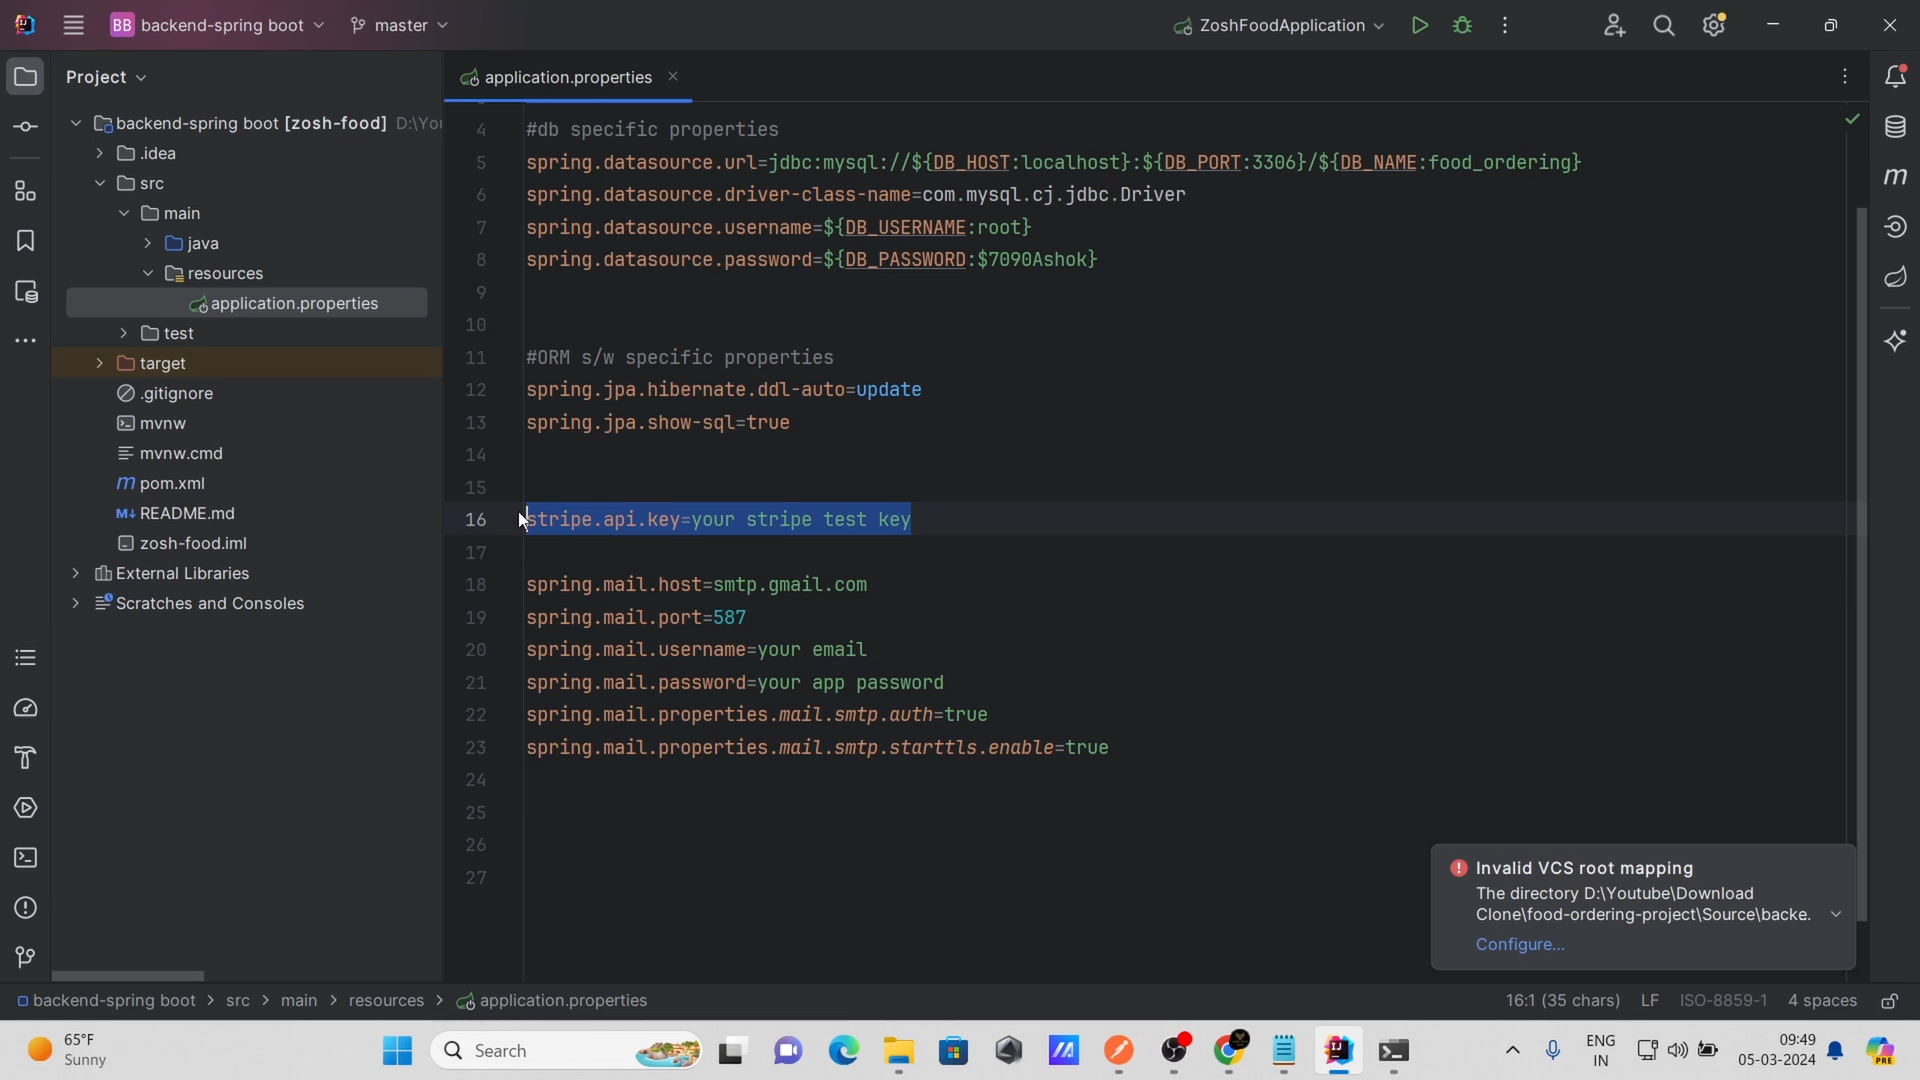 BB backend-spring boot
master
ZoshFoodApplication
Project
backend-spring boot [zosh-food] D:\You
.idea
src
main
java
resources
application.properties
test
target
.gitignore
mvnw
mvnw.cmd
pom.xml
README.md
zosh-food.iml
External Libraries
Scratches and Consoles
application.properties
4 #db specific properties
5 spring.datasource.url=jdbc:mysql://${DB_HOST:localhost}:${DB_PORT:3306}/${DB_NAME:food_ordering}
6 spring.datasource.driver-class-name=com.mysql.cj.jdbc.Driver
7 spring.datasource.username=${DB_USERNAME:root}
8 spring.datasource.password=${DB_PASSWORD:$7090Ashok}
9
10
11 #ORM s/w specific properties
12 spring.jpa.hibernate.ddl-auto=update
13 spring.jpa.show-sql=true
14
15
16 stripe.api.key=your stripe test key
17
18 spring.mail.host=smtp.gmail.com
19 spring.mail.port=587
20 spring.mail.username=your email
21 spring.mail.password=your app password
22 spring.mail.properties.mail.smtp.auth=true
23 spring.mail.properties.mail.smtp.starttls.enable=true
24
25
26
27
Invalid VCS root mapping
The directory D:\Youtube\Download
Clone\food-ordering-project\Source\backe.
Configure...
backend-spring boot > src > main > resources > application.properties
16:1 (35 chars) LF ISO-8859-1 4 spaces
65°F
Sunny
Search
ENG
IN
09:49
05-03-2024
PRE